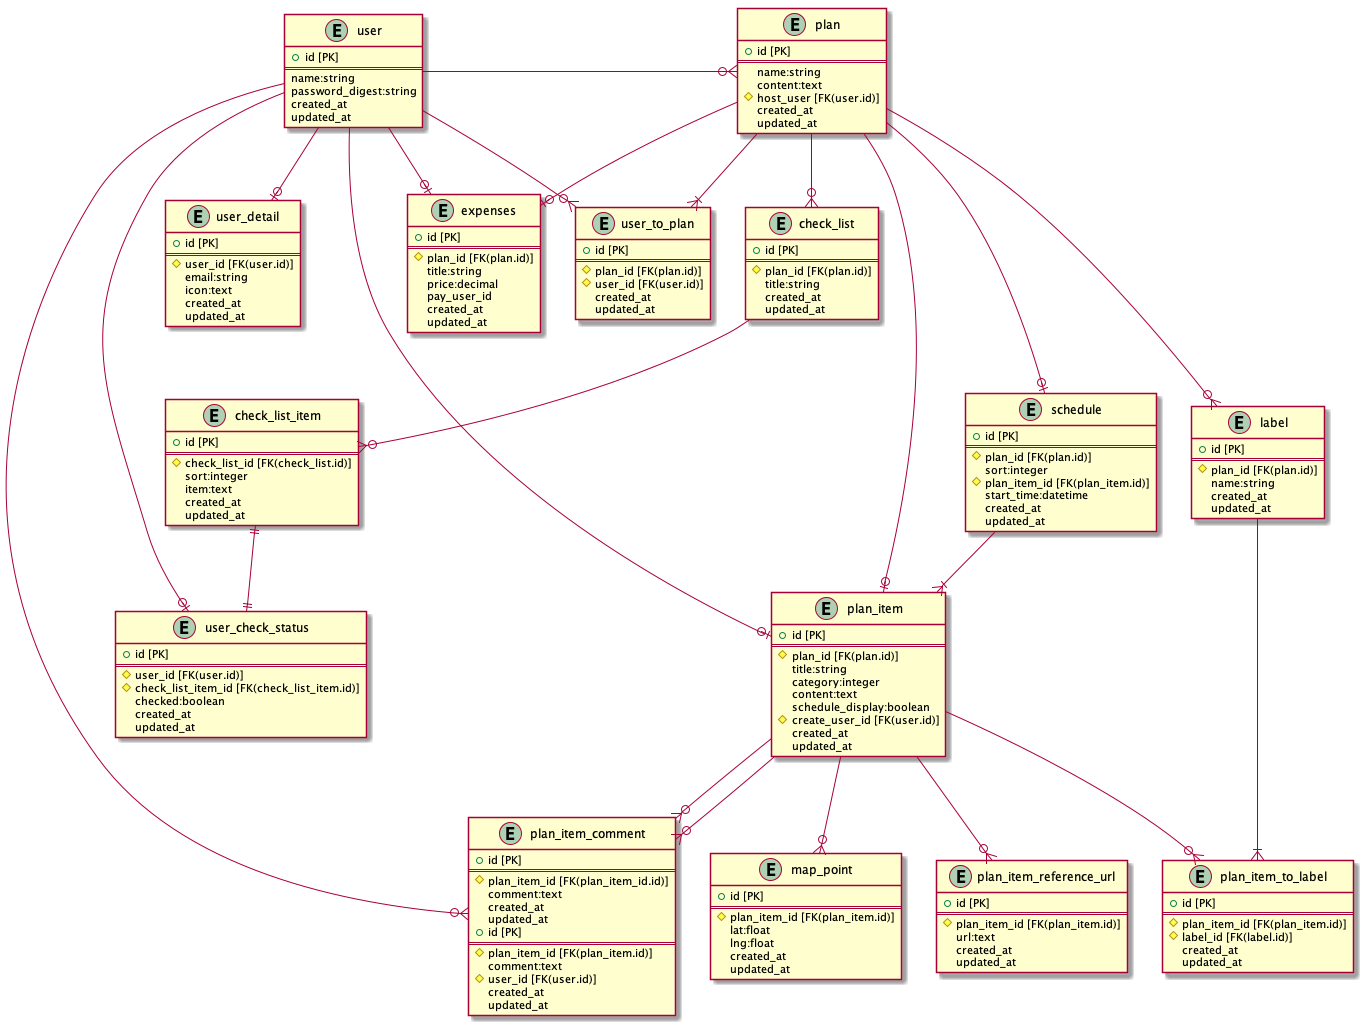 E user
id [PK]
name:string
password_digest:string
created_at
updated_at
E plan
id [PK]
name:string
content:text
host_user [FK(user.id)]
created_at
updated_at
E user_detail
id [PK]
user_id [FK(user.id)]
email:string
icon:text
created_at
updated_at
E expenses
id [PK]
plan_id [FK(plan.id)]
title:string
price:decimal
pay_user_id
created_at
updated_at
E user_to_plan
id [PK]
plan_id [FK(plan.id)]
user_id [FK(user.id)]
created_at
updated_at
E check_list
id [PK]
plan_id [FK(plan.id)]
title:string
created_at
updated_at
E check_list_item
id [PK]
check_list_id [FK(check_list.id)]
sort:integer
item:text
created_at
updated_at
E schedule
id [PK]
plan_id [FK(plan.id)]
sort:integer
plan_item_id [FK(plan_item.id)]
start_time:datetime
created_at
updated_at
E label
id [PK]
plan_id [FK(plan.id)]
name:string
created_at
updated_at
E user_check_status
id [PK]
user_id [FK(user.id)]
check_list_item_id [FK(check_list_item.id)]
checked:boolean
created_at
updated_at
E plan_item
id [PK]
plan_id [FK(plan.id)]
title:string
category:integer
content:text
schedule_display:boolean
create_user_id [FK(user.id)]
created_at
updated_at
E plan_item_comment
id [PK]
plan_item_id [FK(plan_item_id.id)]
comment:text
created_at
updated_at
id [PK]
plan_item_id [FK(plan_item.id)]
comment:text
user_id [FK(user.id)]
created_at
updated_at
E map_point
id [PK]
plan_item_id [FK(plan_item.id)]
lat:float
lng:float
created_at
updated_at
E plan_item_reference_url
id [PK]
plan_item_id [FK(plan_item.id)]
url:text
created_at
updated_at
E plan_item_to_label
id [PK]
plan_item_id [FK(plan_item.id)]
label_id [FK(label.id)]
created_at
updated_at